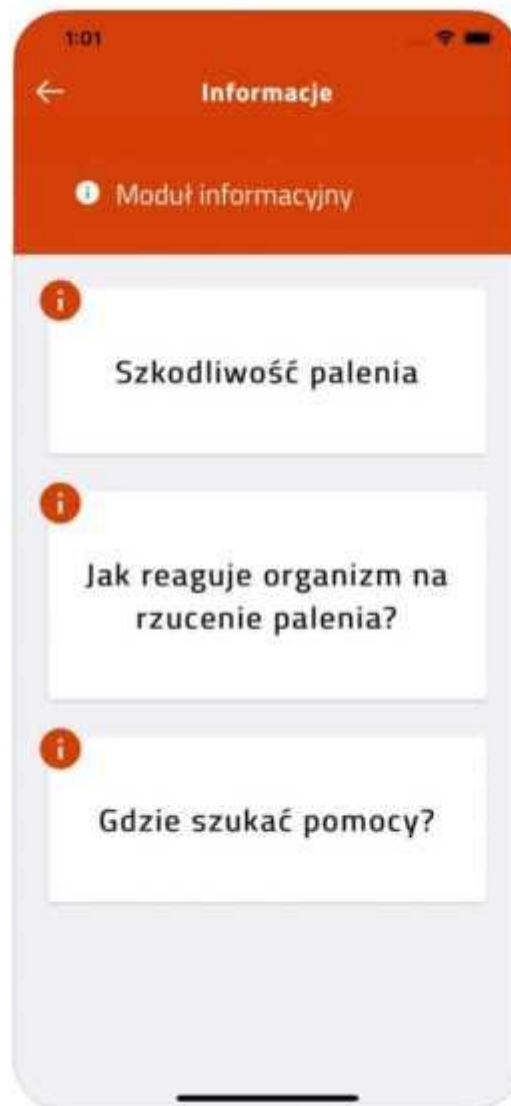 1:01
Informacje
Moduł informacyjny
Szkodliwość palenia
Jak reaguje organizm na
rzucenie palenia?
Gdzie szukać pomocy?